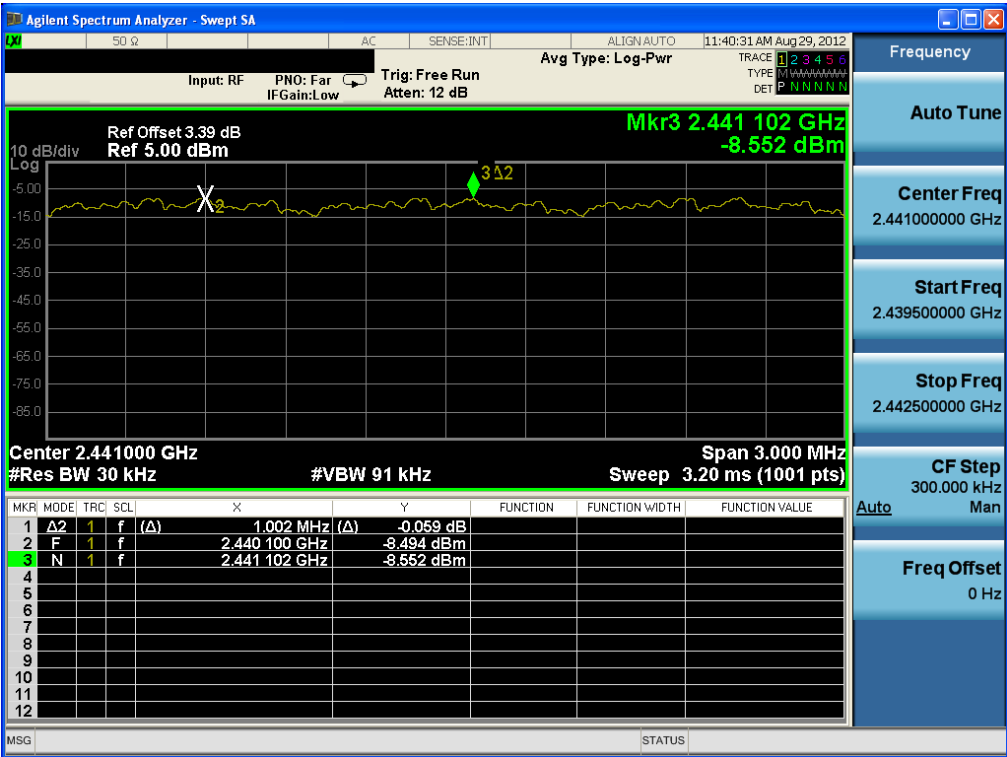 Agilent Spectrum Analyzer - Swept SA
LXI 50 Ω AC SENSE:INT ALIGN AUTO 11:40:31 AM Aug 29, 2012
Input: RF PNO: Far IFGain:Low Trig: Free Run Atten: 12 dB Avg Type: Log-Pwr
TRACE 1 2 3 4 5 6
TYPE M W W W W W
DET P N N N N N
Ref Offset 3.39 dB
10 dB/div Ref 5.00 dBm
Mkr3 2.441 102 GHz
-8.552 dBm
Log
3Δ2
-5.00
X2
-15.0
-25.0
-35.0
-45.0
-55.0
-65.0
-75.0
-85.0
Center 2.441000 GHz Span 3.000 MHz
#Res BW 30 kHz #VBW 91 kHz Sweep 3.20 ms (1001 pts)
MKR MODE TRC SCL X Y FUNCTION FUNCTION WIDTH FUNCTION VALUE
1 Δ2 1 f (Δ) 1.002 MHz (Δ) -0.059 dB
2 F 1 f 2.440 100 GHz -8.494 dBm
3 N 1 f 2.441 102 GHz -8.552 dBm
4
5
6
7
8
9
10
11
12
MSG STATUS
Frequency
Auto Tune
Center Freq
2.441000000 GHz
Start Freq
2.439500000 GHz
Stop Freq
2.442500000 GHz
CF Step
300.000 kHz
Auto Man
Freq Offset
0 Hz